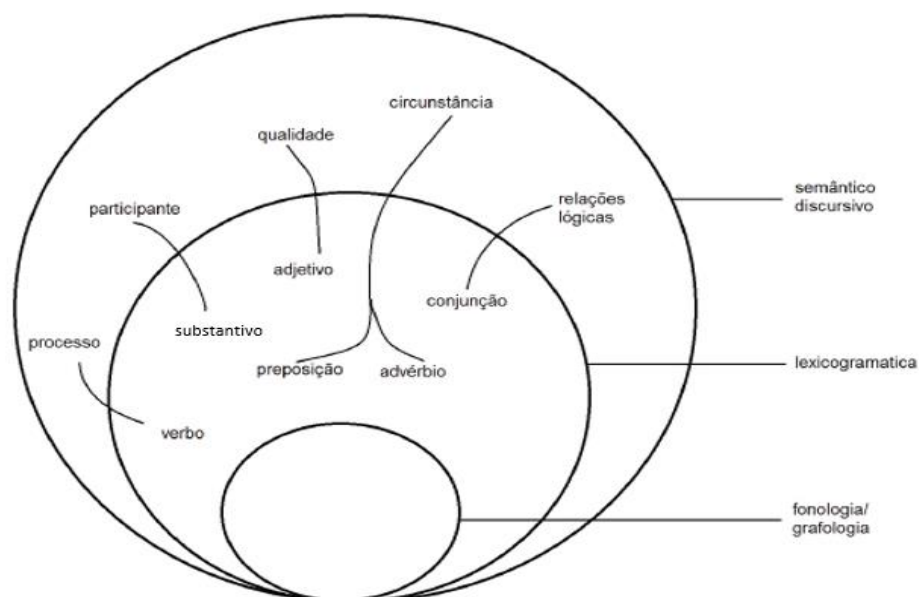 circunstância
qualidade
participante
relações
lógicas
semântico
discursivo
adjetivo
conjunção
substantivo
processo
preposição
advérbio
lexicogramatica
verbo
fonologia/
grafologia